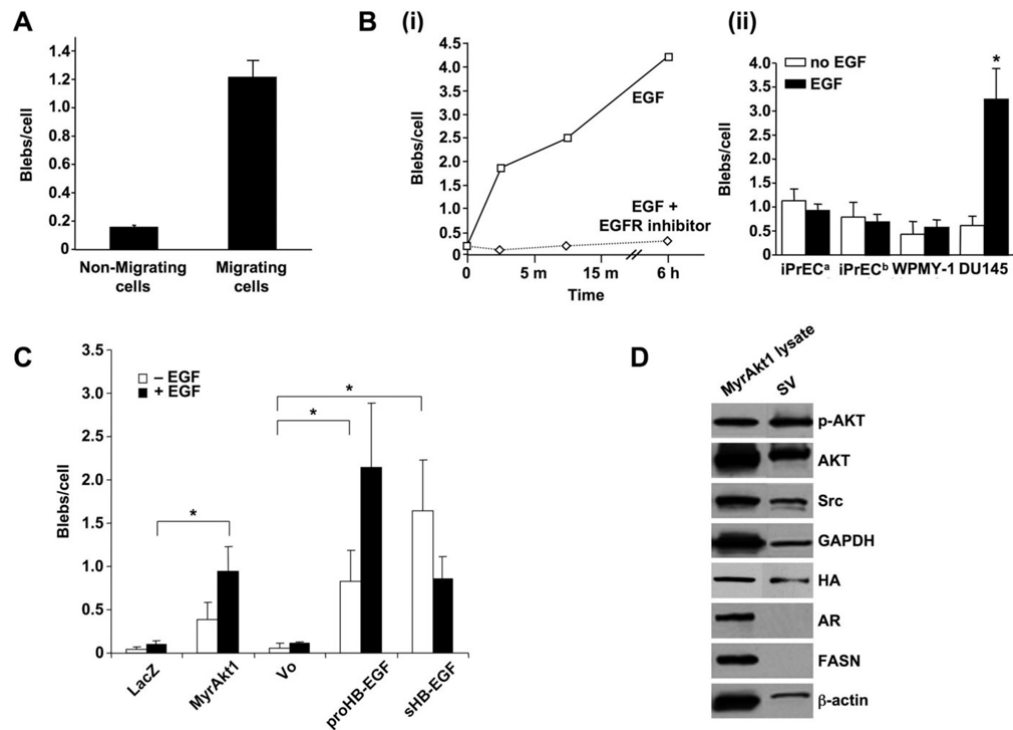 A
Blebs/cell
1.4
1.2
1.0
0.8
0.6
0.4
0.2
0
Non-Migrating cells
Migrating cells
B (i)
Blebs/cell
4.5
4.0
3.5
3.0
2.5
2.0
1.5
1.0
0.5
0
EGF
EGF +
EGFR inhibitor
0 5 m 15 m 6 h
Time
(ii)
no EGF
EGF
*
Blebs/cell
4.5
4.0
3.5
3.0
2.5
2.0
1.5
1.0
0.5
0
iPrECᵃ iPrECᵇ WPMY-1 DU145
C
Blebs/cell
3.5
3.0
2.5
2.0
1.5
1.0
0.5
0
– EGF
+ EGF
*
*
*
LacZ
MyrAkt1
Vo
proHB-EGF
sHB-EGF
D
MyrAkt1 lysate
SV
p-AKT
AKT
Src
GAPDH
HA
AR
FASN
β-actin